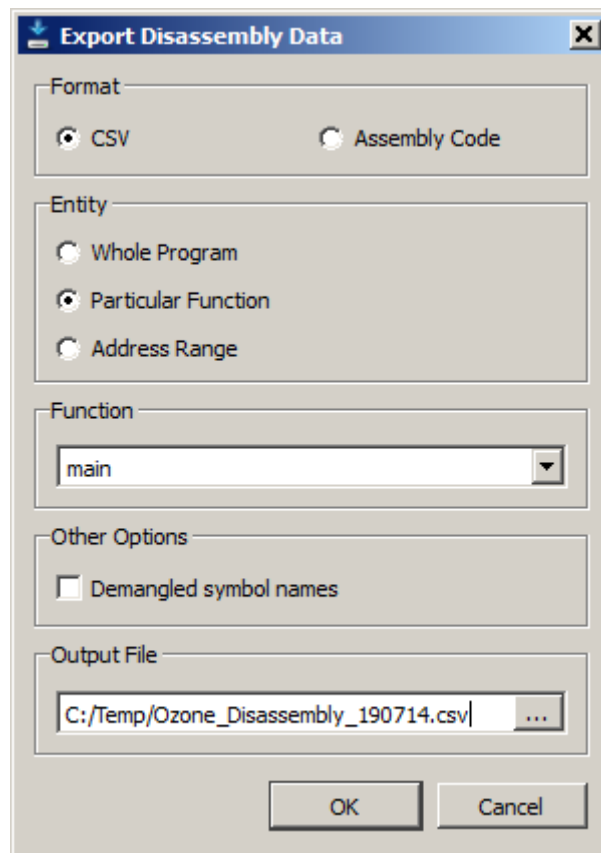 Export Disassembly Data
Format
CSV
Assembly Code
Entity
Whole Program
Particular Function
Address Range
Function
main
Other Options
Demangled symbol names
Output File
C:/Temp/Ozone_Disassembly_190714.csv
...
OK
Cancel